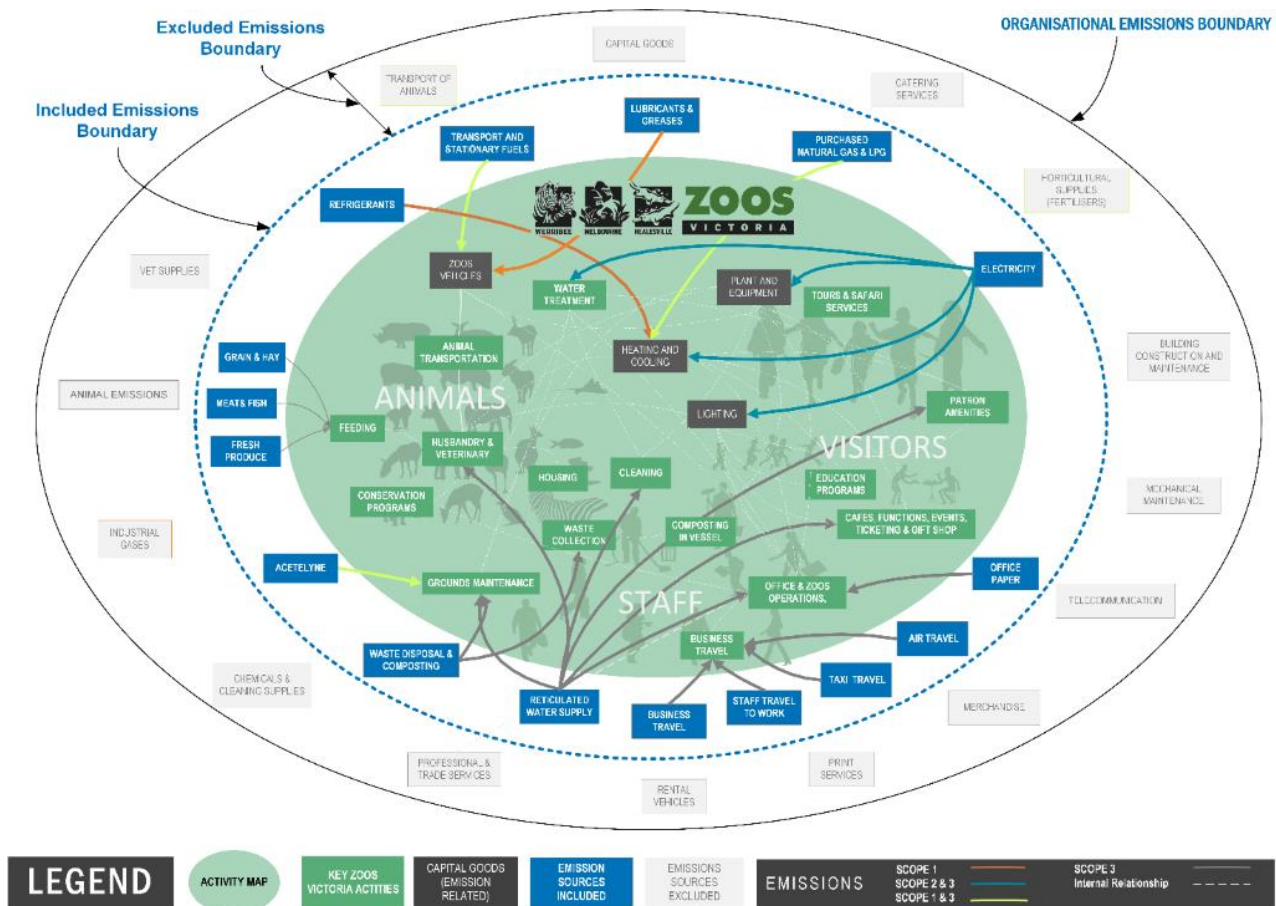 Excluded Emissions
Boundary
ORGANISATIONAL EMISSIONS BOUNDARY
CAPITAL GOODS
TRANSPORT OF
ANIMALS
CATERING
SERVICES
Included Emissions
Boundary
LUBRICANTS &
GREASES
TRANSPORT AND
STATIONARY FUELS
PURCHASED
NATURAL GAS & LPG
HORTICULTURAL
SUPPLIES
(FERTILISERS)
REFRIGERANTS
WERRIBEE
MELBOURNE
HEALESVILLE
ZOOS
VICTORIA
VET SUPPLIES
ZOOS
VEHICLES
WATER
TREATMENT
PLANT AND
EQUIPMENT
TOURS & SAFARI
SERVICES
ELECTRICITY
GRAIN & HAY
ANIMAL
TRANSPORTATION
HEATING AND
COOLING
BUILDING
CONSTRUCTION AND
MAINTENANCE
ANIMAL EMISSIONS
MEAT& FISH
ANIMALS
LIGHTING
PATRON
AMENITIES
FEEDING
FRESH
PRODUCE
HUSBANDRY &
VETERINARY
VISITORS
HOUSING
CLEANING
EDUCATION
PROGRAMS
CONSERVATION
PROGRAMS
MECHANICAL
MAINTENANCE
INDUSTRIAL
GASES
WASTE
COLLECTION
COMPOSTING
IN VESSEL
CAFES, FUNCTIONS, EVENTS,
TICKETING & GIFT SHOP
ACETELYNE
GROUNDS MAINTENANCE
STAFF
OFFICE & ZOOS
OPERATIONS,
OFFICE
PAPER
TELECOMMUNICATION
WASTE DISPOSAL &
COMPOSTING
BUSINESS
TRAVEL
AIR TRAVEL
TAXI TRAVEL
CHEMICALS &
CLEANING SUPPLIES
RETICULATED
WATER SUPPLY
BUSINESS
TRAVEL
STAFF TRAVEL
TO WORK
MERCHANDISE
PROFESSIONAL &
TRADE SERVICES
PRINT
SERVICES
RENTAL
VEHICLES
LEGEND
ACTIVITY MAP
KEY ZOOS
VICTORIA ACTITIES
CAPITAL GOODS
(EMISSION
RELATED)
EMISSION
SOURCES
INCLUDED
EMISSIONS
SOURCES
EXCLUDED
EMISSIONS
SCOPE 1
SCOPE 2 & 3
SCOPE 1 & 3
SCOPE 3
Internal Relationship